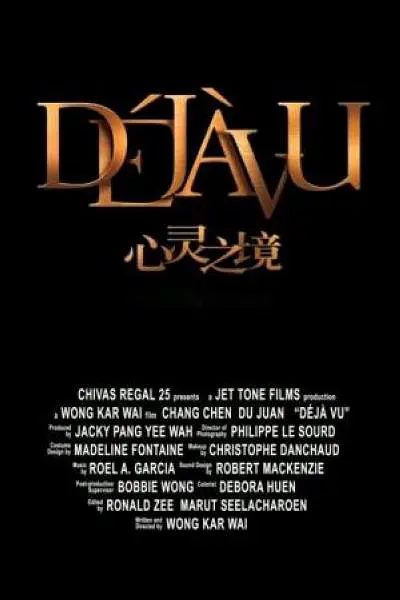 DÉJÀVU
心灵之境
CHIVAS REGAL 25 presents a JET TONE FILMS production
a WONG KAR WAI film CHANG CHEN DU JUAN “DÉJÀ VU”
Produced by JACKY PANG YEE WAH Director of Photography PHILIPPE LE SOURD
Costume Design by MADELINE FONTAINE Makeup by CHRISTOPHE DANCHAUD
Music by ROEL A. GARCIA Sound Design by ROBERT MACKENZIE
Post-production Supervisor BOBBIE WONG Colorist DEBORA HUEN
Edited by RONALD ZEE MARUT SEELACHAROEN
Written and Directed by WONG KAR WAI